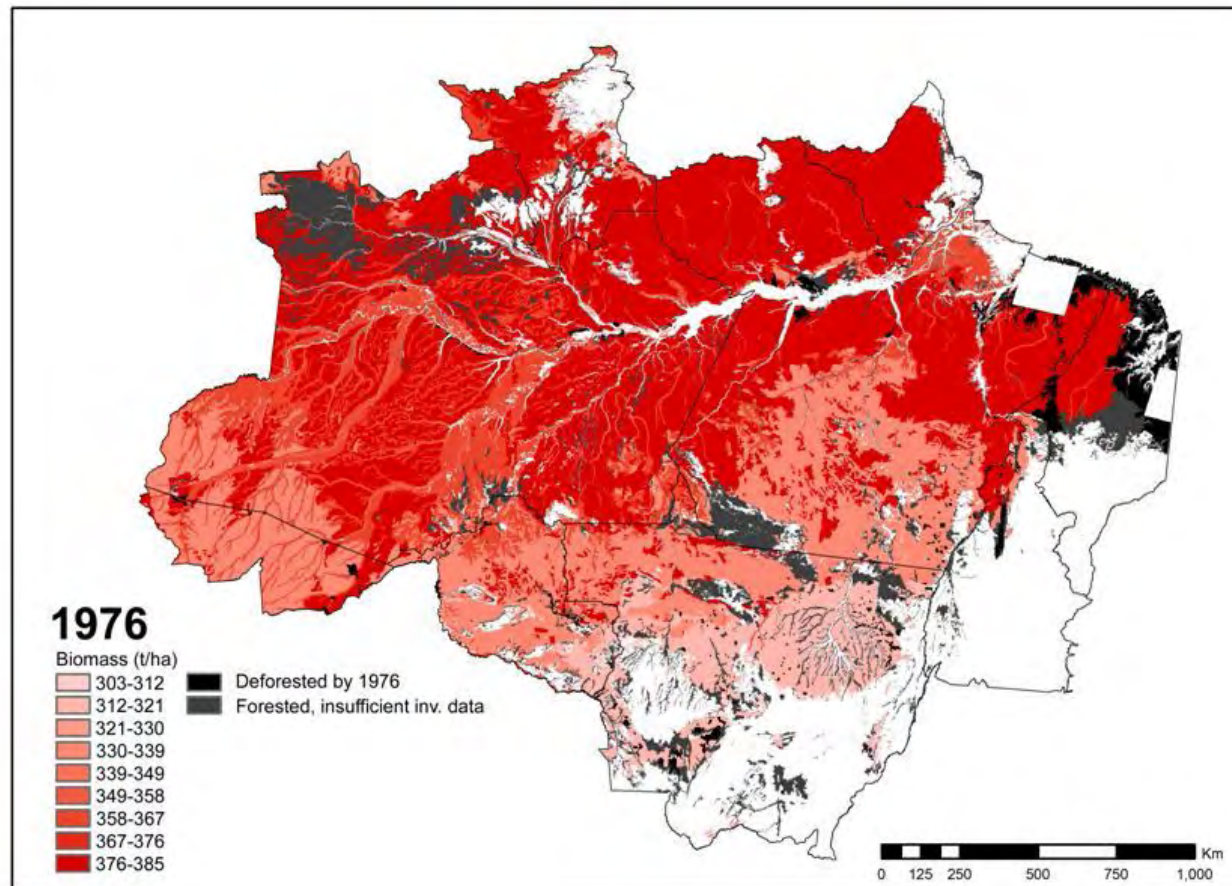 1976
Biomass (t/ha)
303-312
312-321
321-330
330-339
339-349
349-358
358-367
367-376
376-385
Deforested by 1976
Forested, insufficient inv. data
Km
0 125 250 500 750 1,000